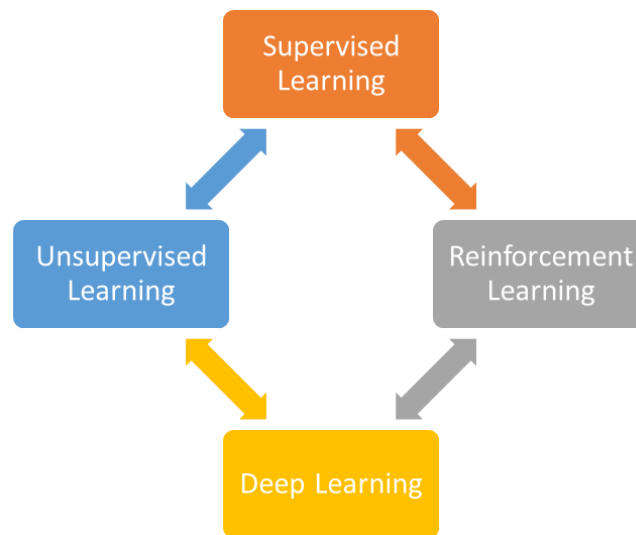 Supervised
Learning
Unsupervised
Learning
Reinforcement
Learning
Deep Learning